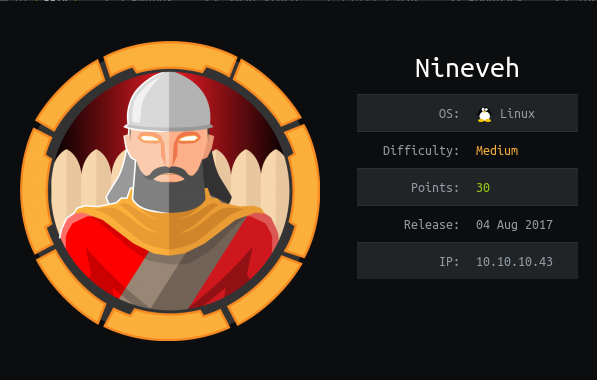 Nineveh
OS: Linux
Difficulty: Medium
Points: 30
Release: 04 Aug 2017
IP: 10.10.10.43